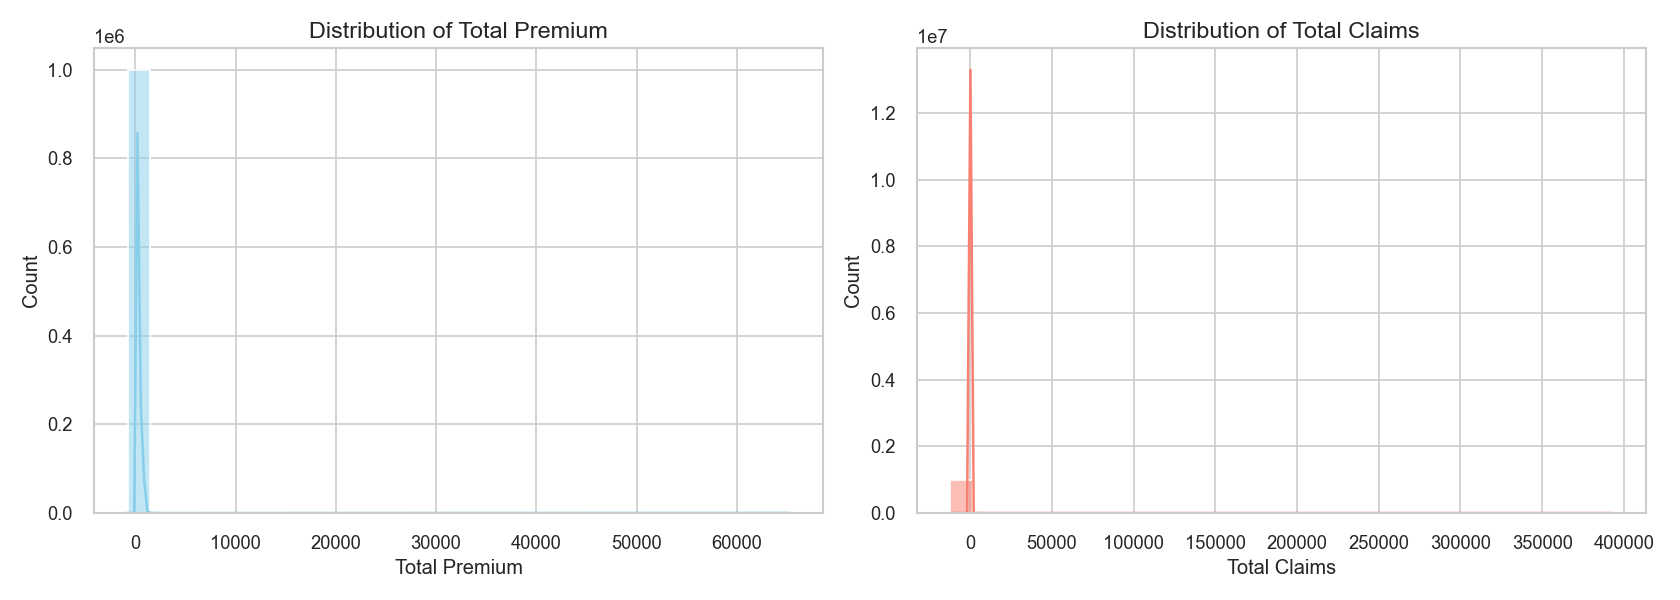 Distribution of Total Premium
1e6
1.0
0.8
0.6
0.4
0.2
0.0
Count
0 10000 20000 30000 40000 50000 60000
Total Premium
Distribution of Total Claims
1e7
1.2
1.0
0.8
0.6
0.4
0.2
0.0
Count
0 50000 100000 150000 200000 250000 300000 350000 400000
Total Claims